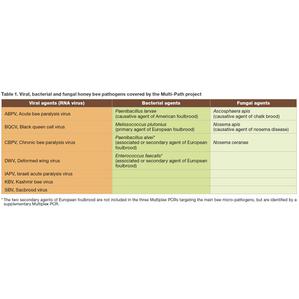 Table 1. Viral, bacterial and fungal honey bee pathogens covered by the Multi-Path project
Viral agents (RNA virus) Bacterial agents Fungal agents
ABPV, Acute bee paralysis virus Paenibacillus larvae Ascosphaera apis
(causative agent of American foulbrood) (causative agent of chalk brood)
BQCV, Black queen cell virus Melissococcus plutonius Nosema apis
(primary agent of European foulbrood) (causative agent of nosema disease)
CBPV, Chronic bee paralysis virus Paenibacillus alvei* Nosema ceranae
(associated or secondary agent of European
foulbrood)
DWV, Deformed wing virus Enterococcus faecalis*
(associated or secondary agent of European
foulbrood)
IAPV, Israeli acute paralysis virus
KBV, Kashmir bee virus
SBV, Sacbrood virus
* The two secondary agents of European foulbrood are not included in the three Multiplex PCRs targeting the main bee micro-pathogens, but are identified by a
supplementary Multiplex PCR.